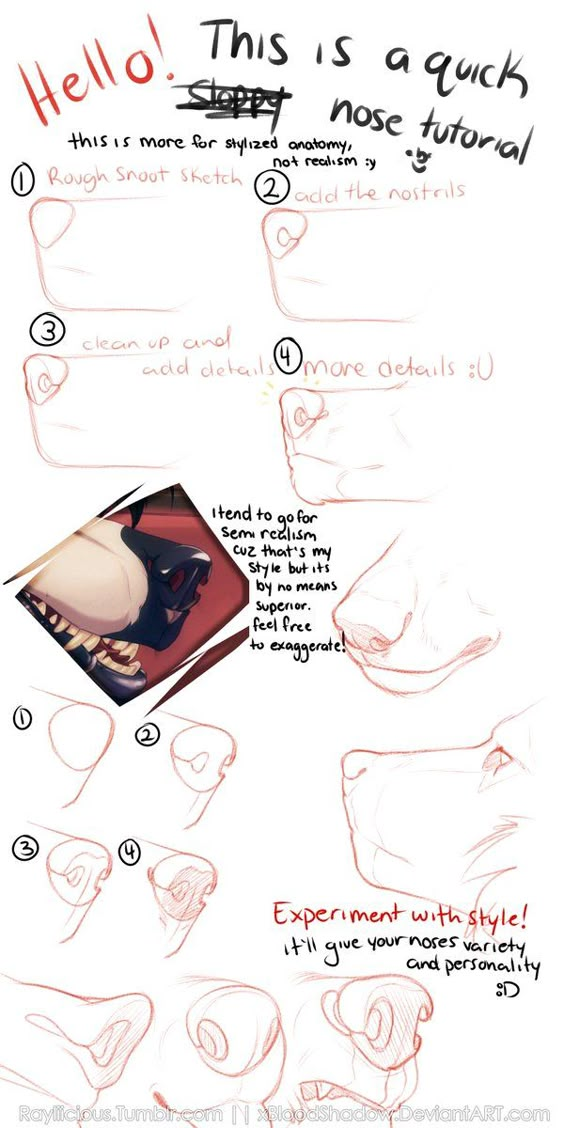 Hello! This is a quick
Sloppy nose tutorial
this is more for stylized anatomy,
not realism :y
1 Rough Snoot Sketch
2 add the nostrils
3 clean up and
add details
4 more details :U
I tend to go for
semi realism
cuz that's my
style but its
by no means
superior.
feel free
to exaggerate!
1
2
3
4
Experiment with style!
it'll give your noses variety
and personality
:D
Rayliicious.Tumblr.com || xBloodShadow.DeviantART.com